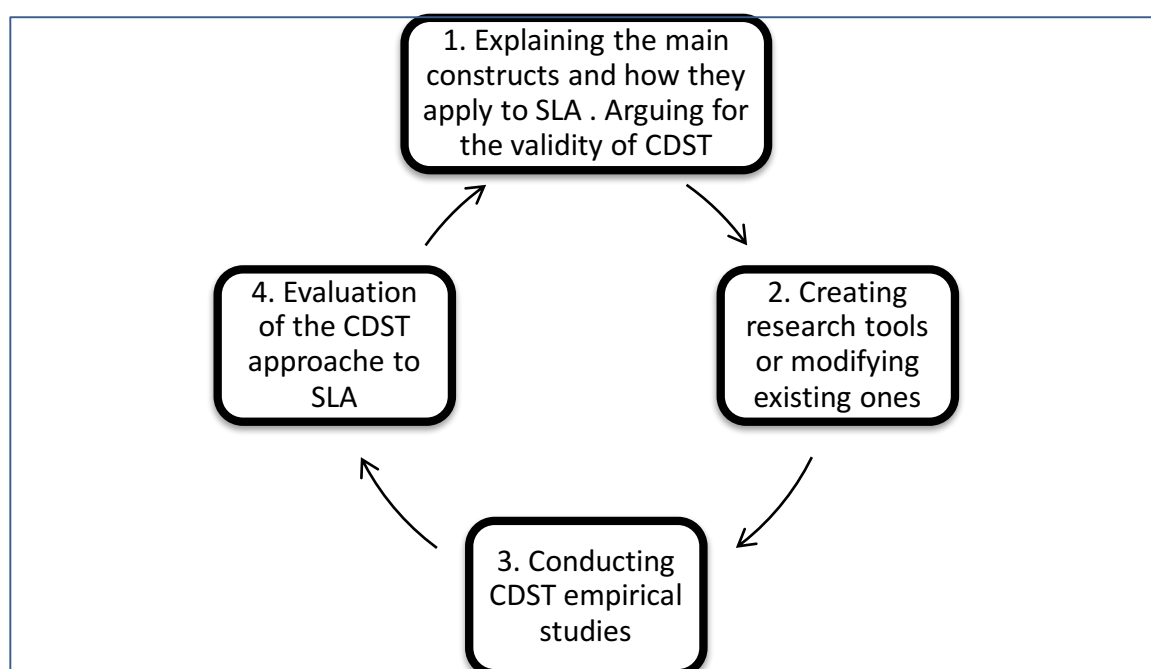 1. Explaining the main
constructs and how they
apply to SLA . Arguing for
the validity of CDST
2. Creating
research tools
or modifying
existing ones
3. Conducting
CDST empirical
studies
4. Evaluation
of the CDST
approache to
SLA